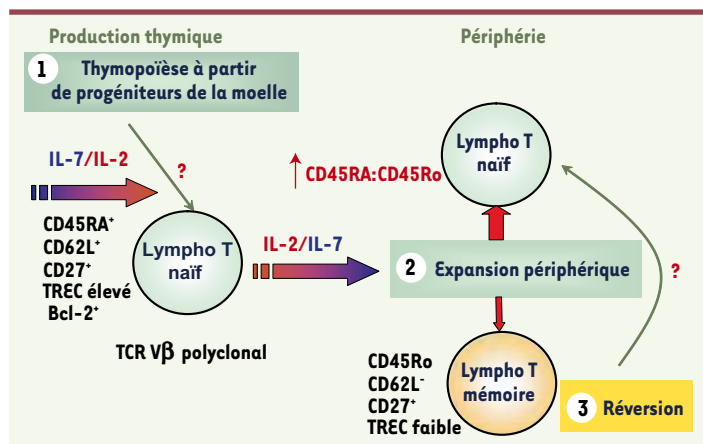 Production thymique
Périphérie
1 Thymopoïèse à partir
de progéniteurs de la moelle
IL-7/IL-2
?
CD45RA+
CD62L+
CD27+
TREC élevé
Bcl-2+
Lympho T
naïf
TCR Vβ polyclonal
IL-2/IL-7
↑ CD45RA:CD45Ro
Lympho T
naïf
2 Expansion périphérique
?
CD45Ro
CD62L-
CD27+
TREC faible
Lympho T
mémoire
3 Réversion